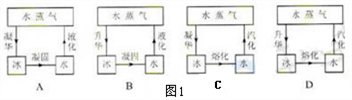 水蒸气
凝华
液化
凝固
冰
水
A
水蒸气
升华
液化
凝固
冰
水
B
水蒸气
凝华
汽化
熔化
冰
水
C
水蒸气
升华
汽化
熔化
冰
水
D
图1